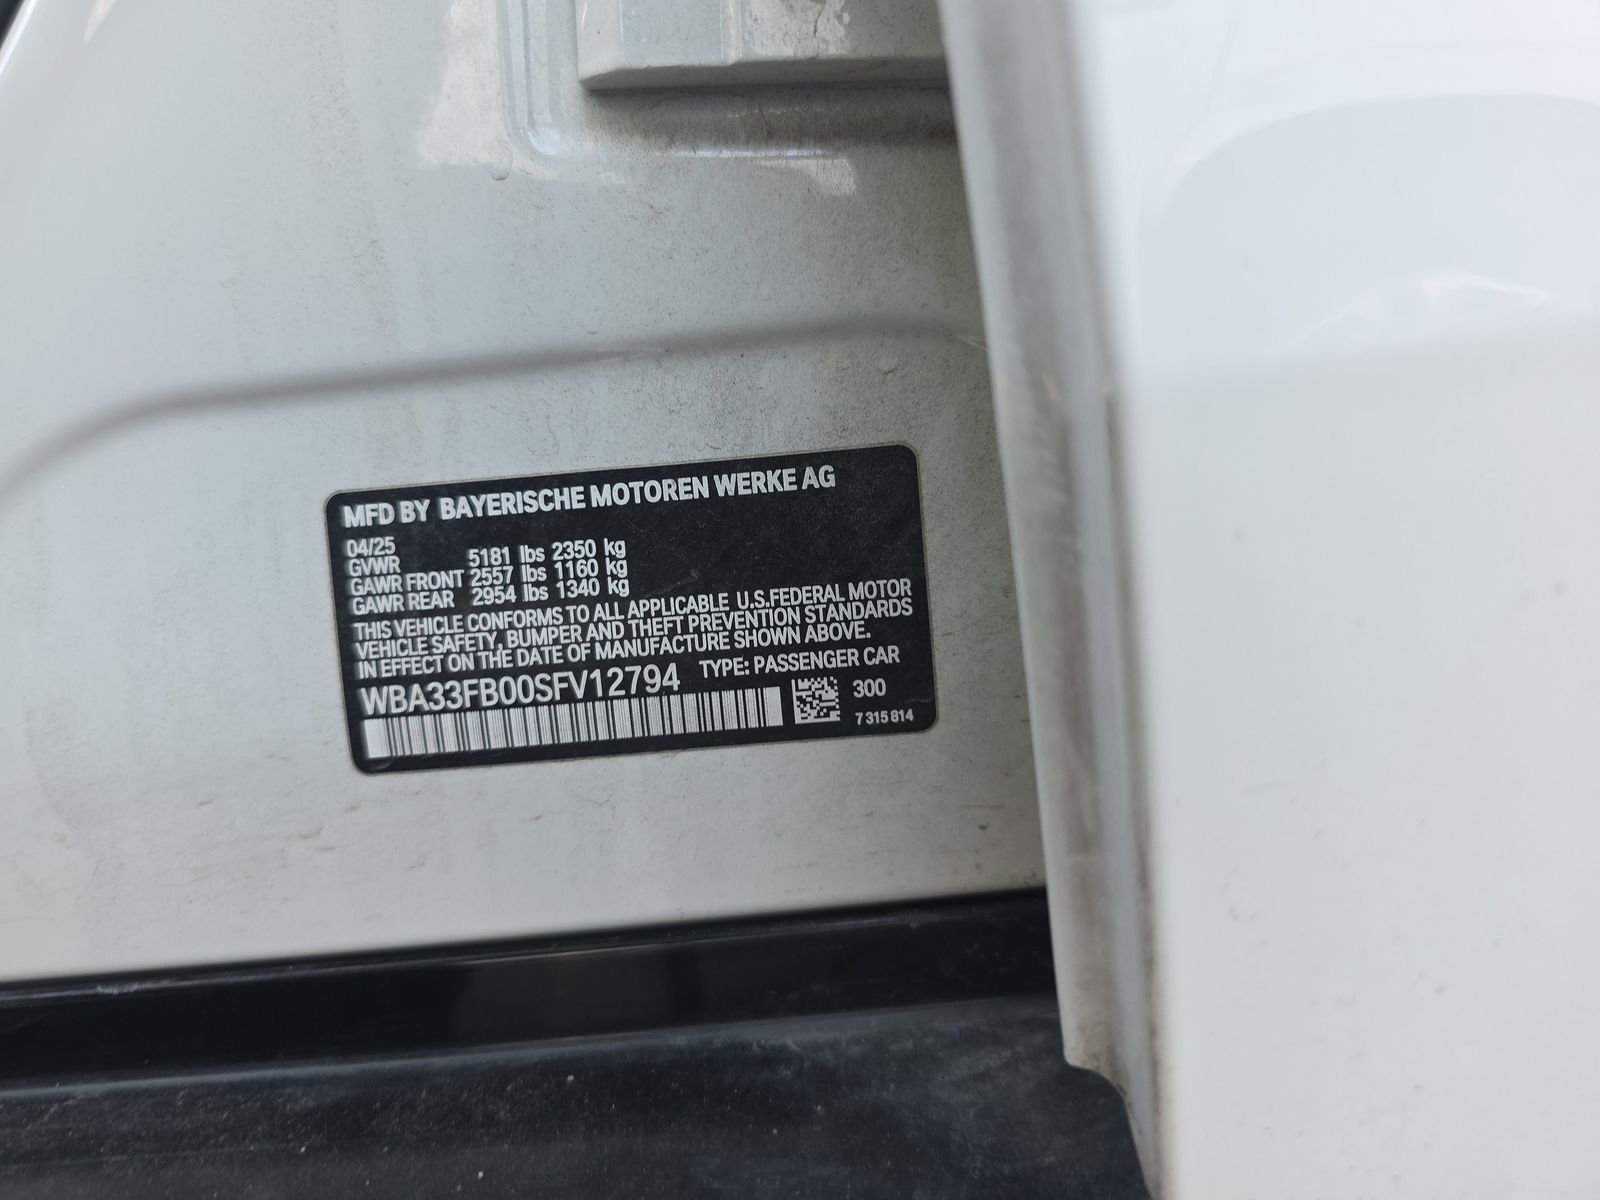 MFD BY BAYERISCHE MOTOREN WERKE AG
04/25
GVWR 5181 lbs 2350 kg
GAWR FRONT 2557 lbs 1160 kg
GAWR REAR 2954 lbs 1340 kg
THIS VEHICLE CONFORMS TO ALL APPLICABLE U.S.FEDERAL MOTOR
VEHICLE SAFETY, BUMPER AND THEFT PREVENTION STANDARDS
IN EFFECT ON THE DATE OF MANUFACTURE SHOWN ABOVE.
WBA33FB00SFV12794 TYPE: PASSENGER CAR
300
7 315 814